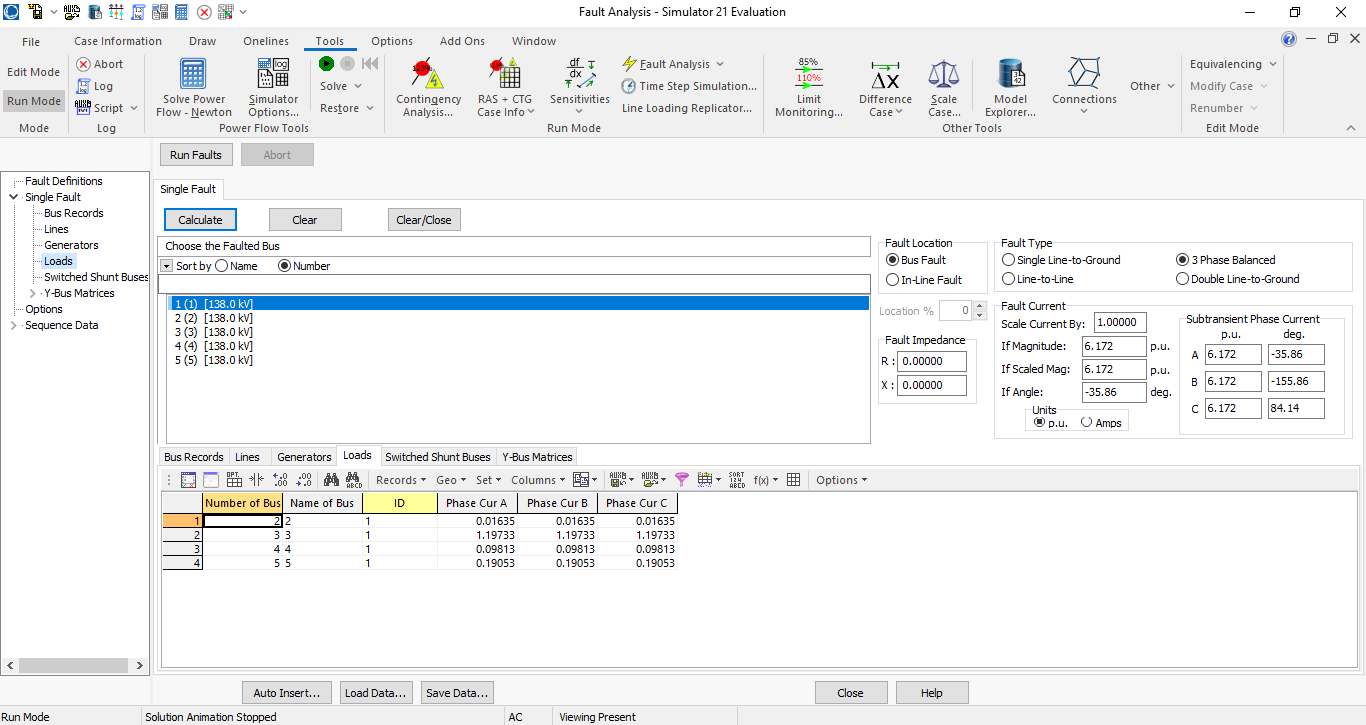 Fault Analysis - Simulator 21 Evaluation
File Case Information Draw Onelines Tools Options Add Ons Window
Edit Mode
Run Mode
Mode
Abort
Log
Script
Log
Solve Power Flow - Newton
Simulator Options...
Solve
Restore
Power Flow Tools
Contingency Analysis...
RAS + CTG Case Info
Sensitivities
Fault Analysis
Time Step Simulation...
Line Loading Replicator...
Run Mode
85%
110%
Limit Monitoring...
Difference Case
Scale Case...
Model Explorer...
Connections
Other
Other Tools
Equivalencing
Modify Case
Renumber
Edit Mode
Run Faults Abort
Fault Definitions
Single Fault
Bus Records
Lines
Generators
Loads
Switched Shunt Buses
Y-Bus Matrices
Options
Sequence Data
Single Fault
Calculate Clear Clear/Close
Choose the Faulted Bus
Sort by Name Number
1 (1) [138.0 kV]
2 (2) [138.0 kV]
3 (3) [138.0 kV]
4 (4) [138.0 kV]
5 (5) [138.0 kV]
Fault Location
Bus Fault
In-Line Fault
Location % 0
Fault Impedance
R : 0.00000
X : 0.00000
Fault Type
Single Line-to-Ground 3 Phase Balanced
Line-to-Line Double Line-to-Ground
Fault Current
Scale Current By: 1.00000
If Magnitude: 6.172 p.u.
If Scaled Mag: 6.172 p.u.
If Angle: -35.86 deg.
Units
p.u. Amps
Subtransient Phase Current
p.u. deg.
A 6.172 -35.86
B 6.172 -155.86
C 6.172 84.14
Bus Records Lines Generators Loads Switched Shunt Buses Y-Bus Matrices
Records Geo Set Columns f(x) Options
Number of Bus Name of Bus ID Phase Cur A Phase Cur B Phase Cur C
1 2 2 1 0.01635 0.01635 0.01635
2 3 3 1 1.19733 1.19733 1.19733
3 4 4 1 0.09813 0.09813 0.09813
4 5 5 1 0.19053 0.19053 0.19053
Auto Insert... Load Data... Save Data... Close Help
Run Mode Solution Animation Stopped AC Viewing Present